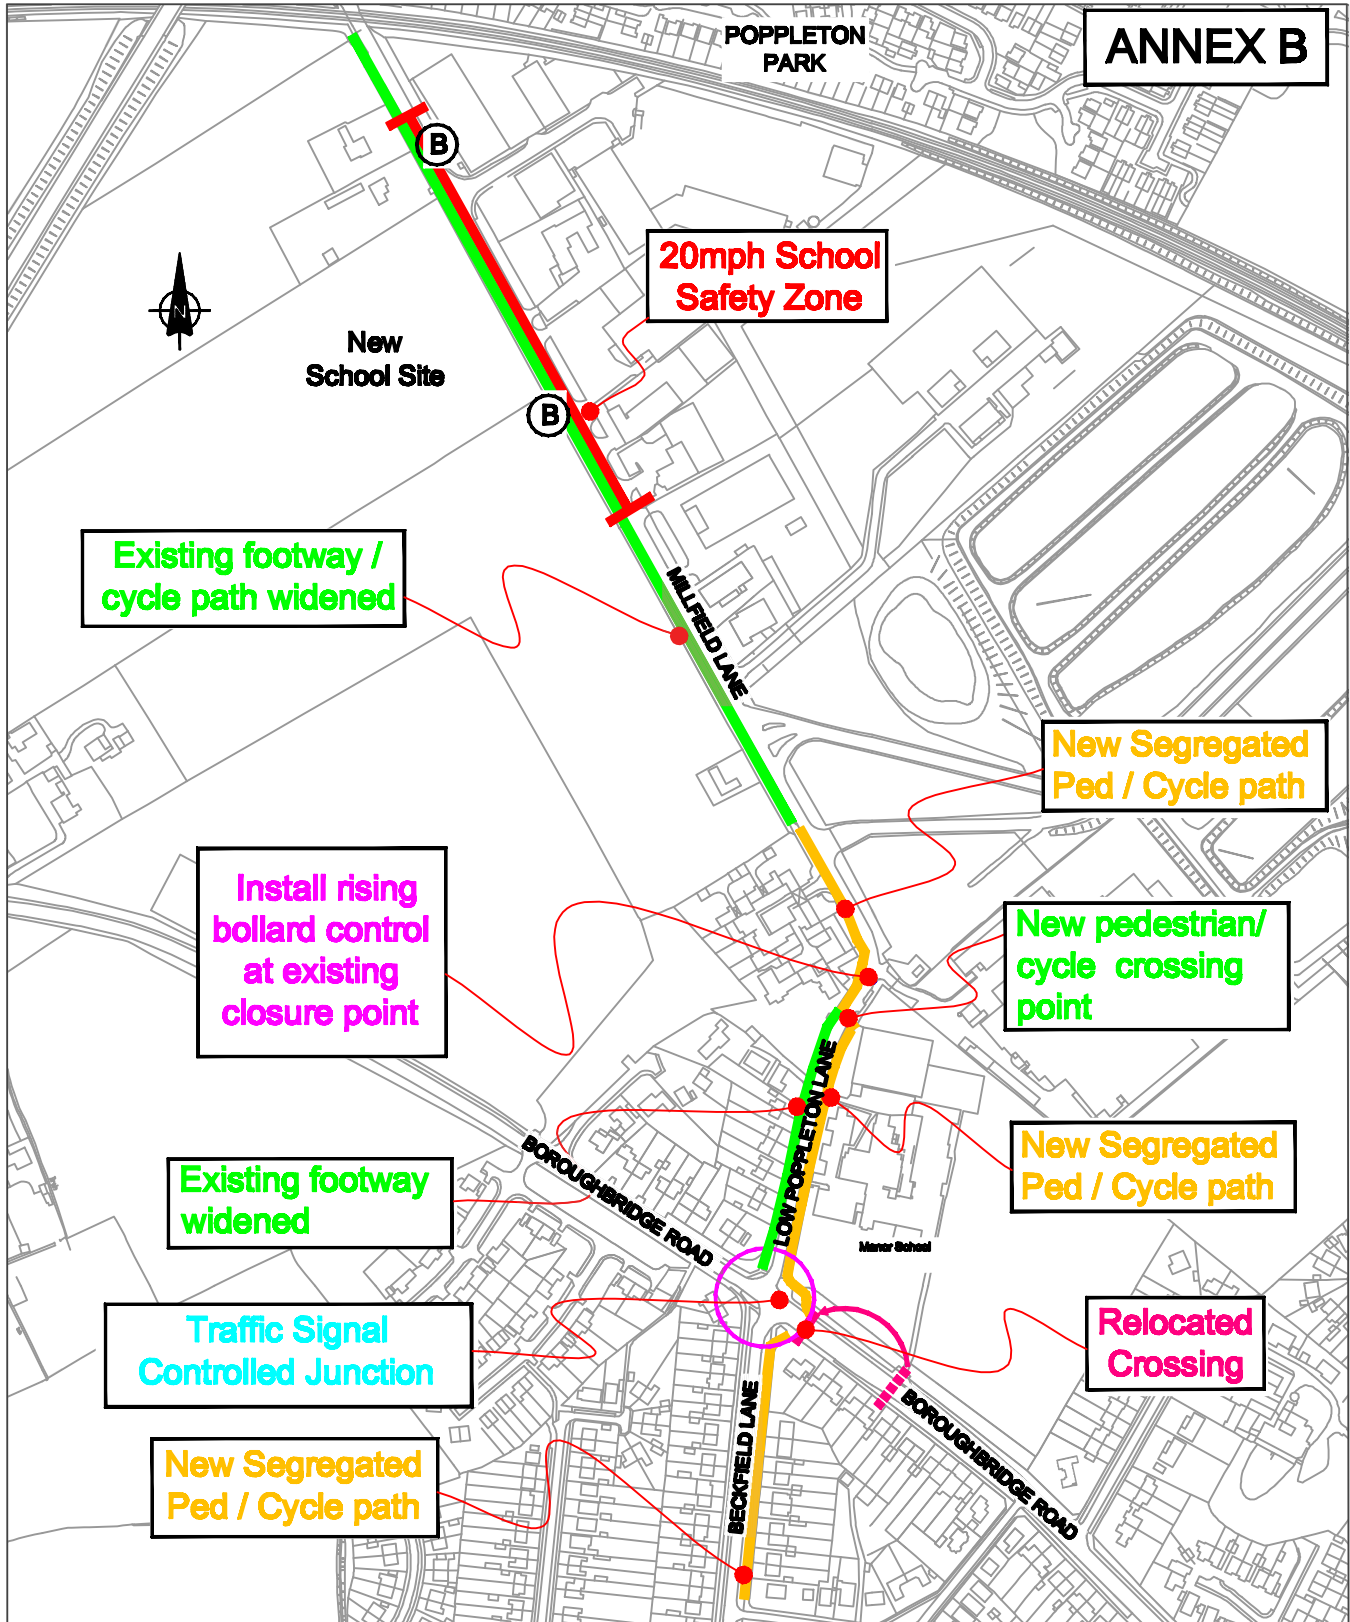 POPPLETON
PARK
ANNEX B
B
20mph School
Safety Zone
N
New
School Site
B
Existing footway /
cycle path widened
MILLFIELD LANE
New Segregated
Ped / Cycle path
Install rising
bollard control
at existing
closure point
New pedestrian/
cycle crossing
point
LOW POPPLETON LANE
New Segregated
Ped / Cycle path
BOROUGHBRIDGE ROAD
Existing footway
widened
Manor School
Traffic Signal
Controlled Junction
Relocated
Crossing
BECKFIELD LANE
BOROUGHBRIDGE ROAD
New Segregated
Ped / Cycle path